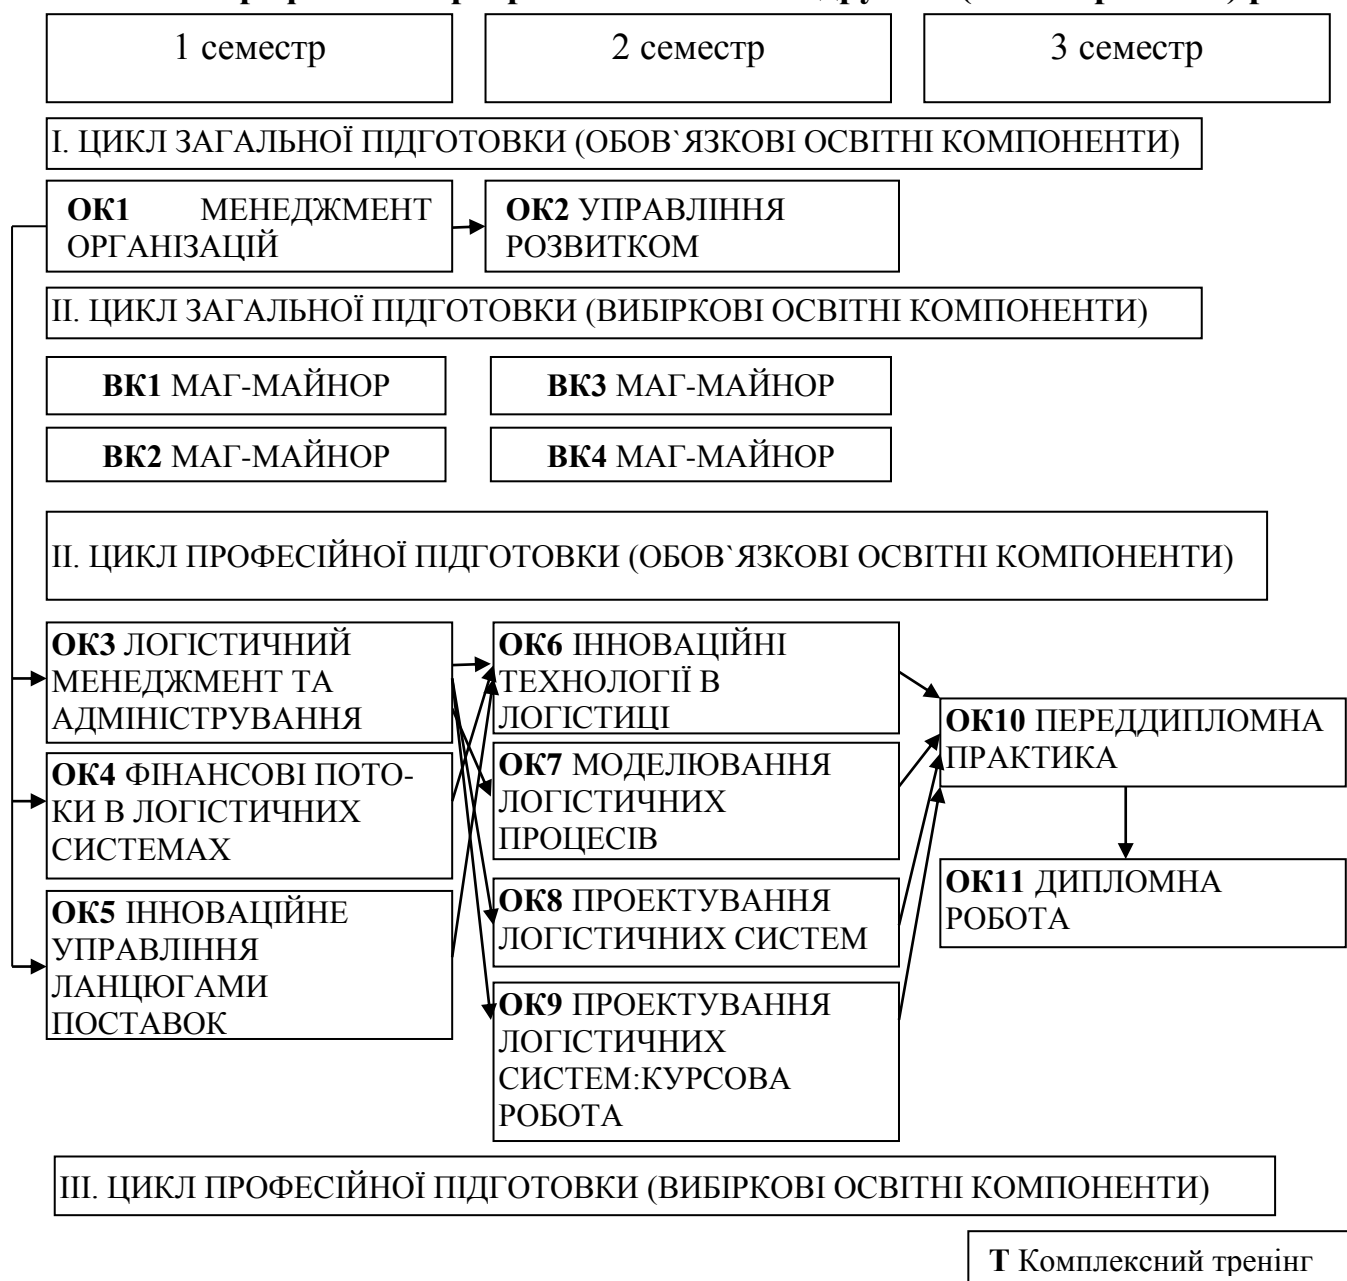 1 семестр
2 семестр
3 семестр
І. ЦИКЛ ЗАГАЛЬНОЇ ПІДГОТОВКИ (ОБОВ`ЯЗКОВІ ОСВІТНІ КОМПОНЕНТИ)
ОК1 МЕНЕДЖМЕНТ
ОРГАНІЗАЦІЙ
ОК2 УПРАВЛІННЯ
РОЗВИТКОМ
ІІ. ЦИКЛ ЗАГАЛЬНОЇ ПІДГОТОВКИ (ВИБІРКОВІ ОСВІТНІ КОМПОНЕНТИ)
ВК1 МАГ-МАЙНОР
ВК3 МАГ-МАЙНОР
ВК2 МАГ-МАЙНОР
ВК4 МАГ-МАЙНОР
ІІ. ЦИКЛ ПРОФЕСІЙНОЇ ПІДГОТОВКИ (ОБОВ`ЯЗКОВІ ОСВІТНІ КОМПОНЕНТИ)
ОК3 ЛОГІСТИЧНИЙ
МЕНЕДЖМЕНТ ТА
АДМІНІСТРУВАННЯ
ОК4 ФІНАНСОВІ ПОТО-
КИ В ЛОГІСТИЧНИХ
СИСТЕМАХ
ОК5 ІННОВАЦІЙНЕ
УПРАВЛІННЯ
ЛАНЦЮГАМИ
ПОСТАВОК
ОК6 ІННОВАЦІЙНІ
ТЕХНОЛОГІЇ В
ЛОГІСТИЦІ
ОК7 МОДЕЛЮВАННЯ
ЛОГІСТИЧНИХ
ПРОЦЕСІВ
ОК8 ПРОЕКТУВАННЯ
ЛОГІСТИЧНИХ СИСТЕМ
ОК9 ПРОЕКТУВАННЯ
ЛОГІСТИЧНИХ
СИСТЕМ:КУРСОВА
РОБОТА
ОК10 ПЕРЕДДИПЛОМНА
ПРАКТИКА
ОК11 ДИПЛОМНА
РОБОТА
ІІІ. ЦИКЛ ПРОФЕСІЙНОЇ ПІДГОТОВКИ (ВИБІРКОВІ ОСВІТНІ КОМПОНЕНТИ)
Т Комплексний тренінг